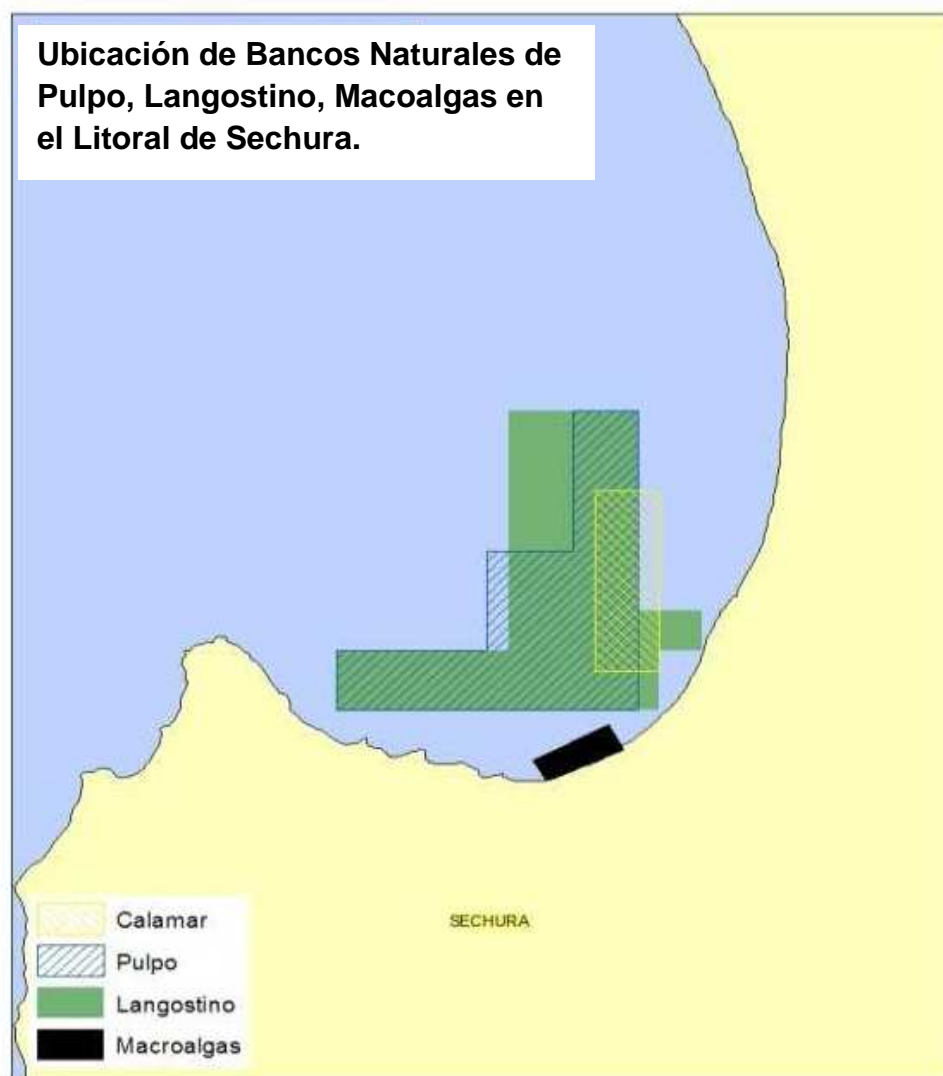 Ubicación de Bancos Naturales de
Pulpo, Langostino, Macoalgas en
el Litoral de Sechura.
SECHURA
Calamar
Pulpo
Langostino
Macroalgas